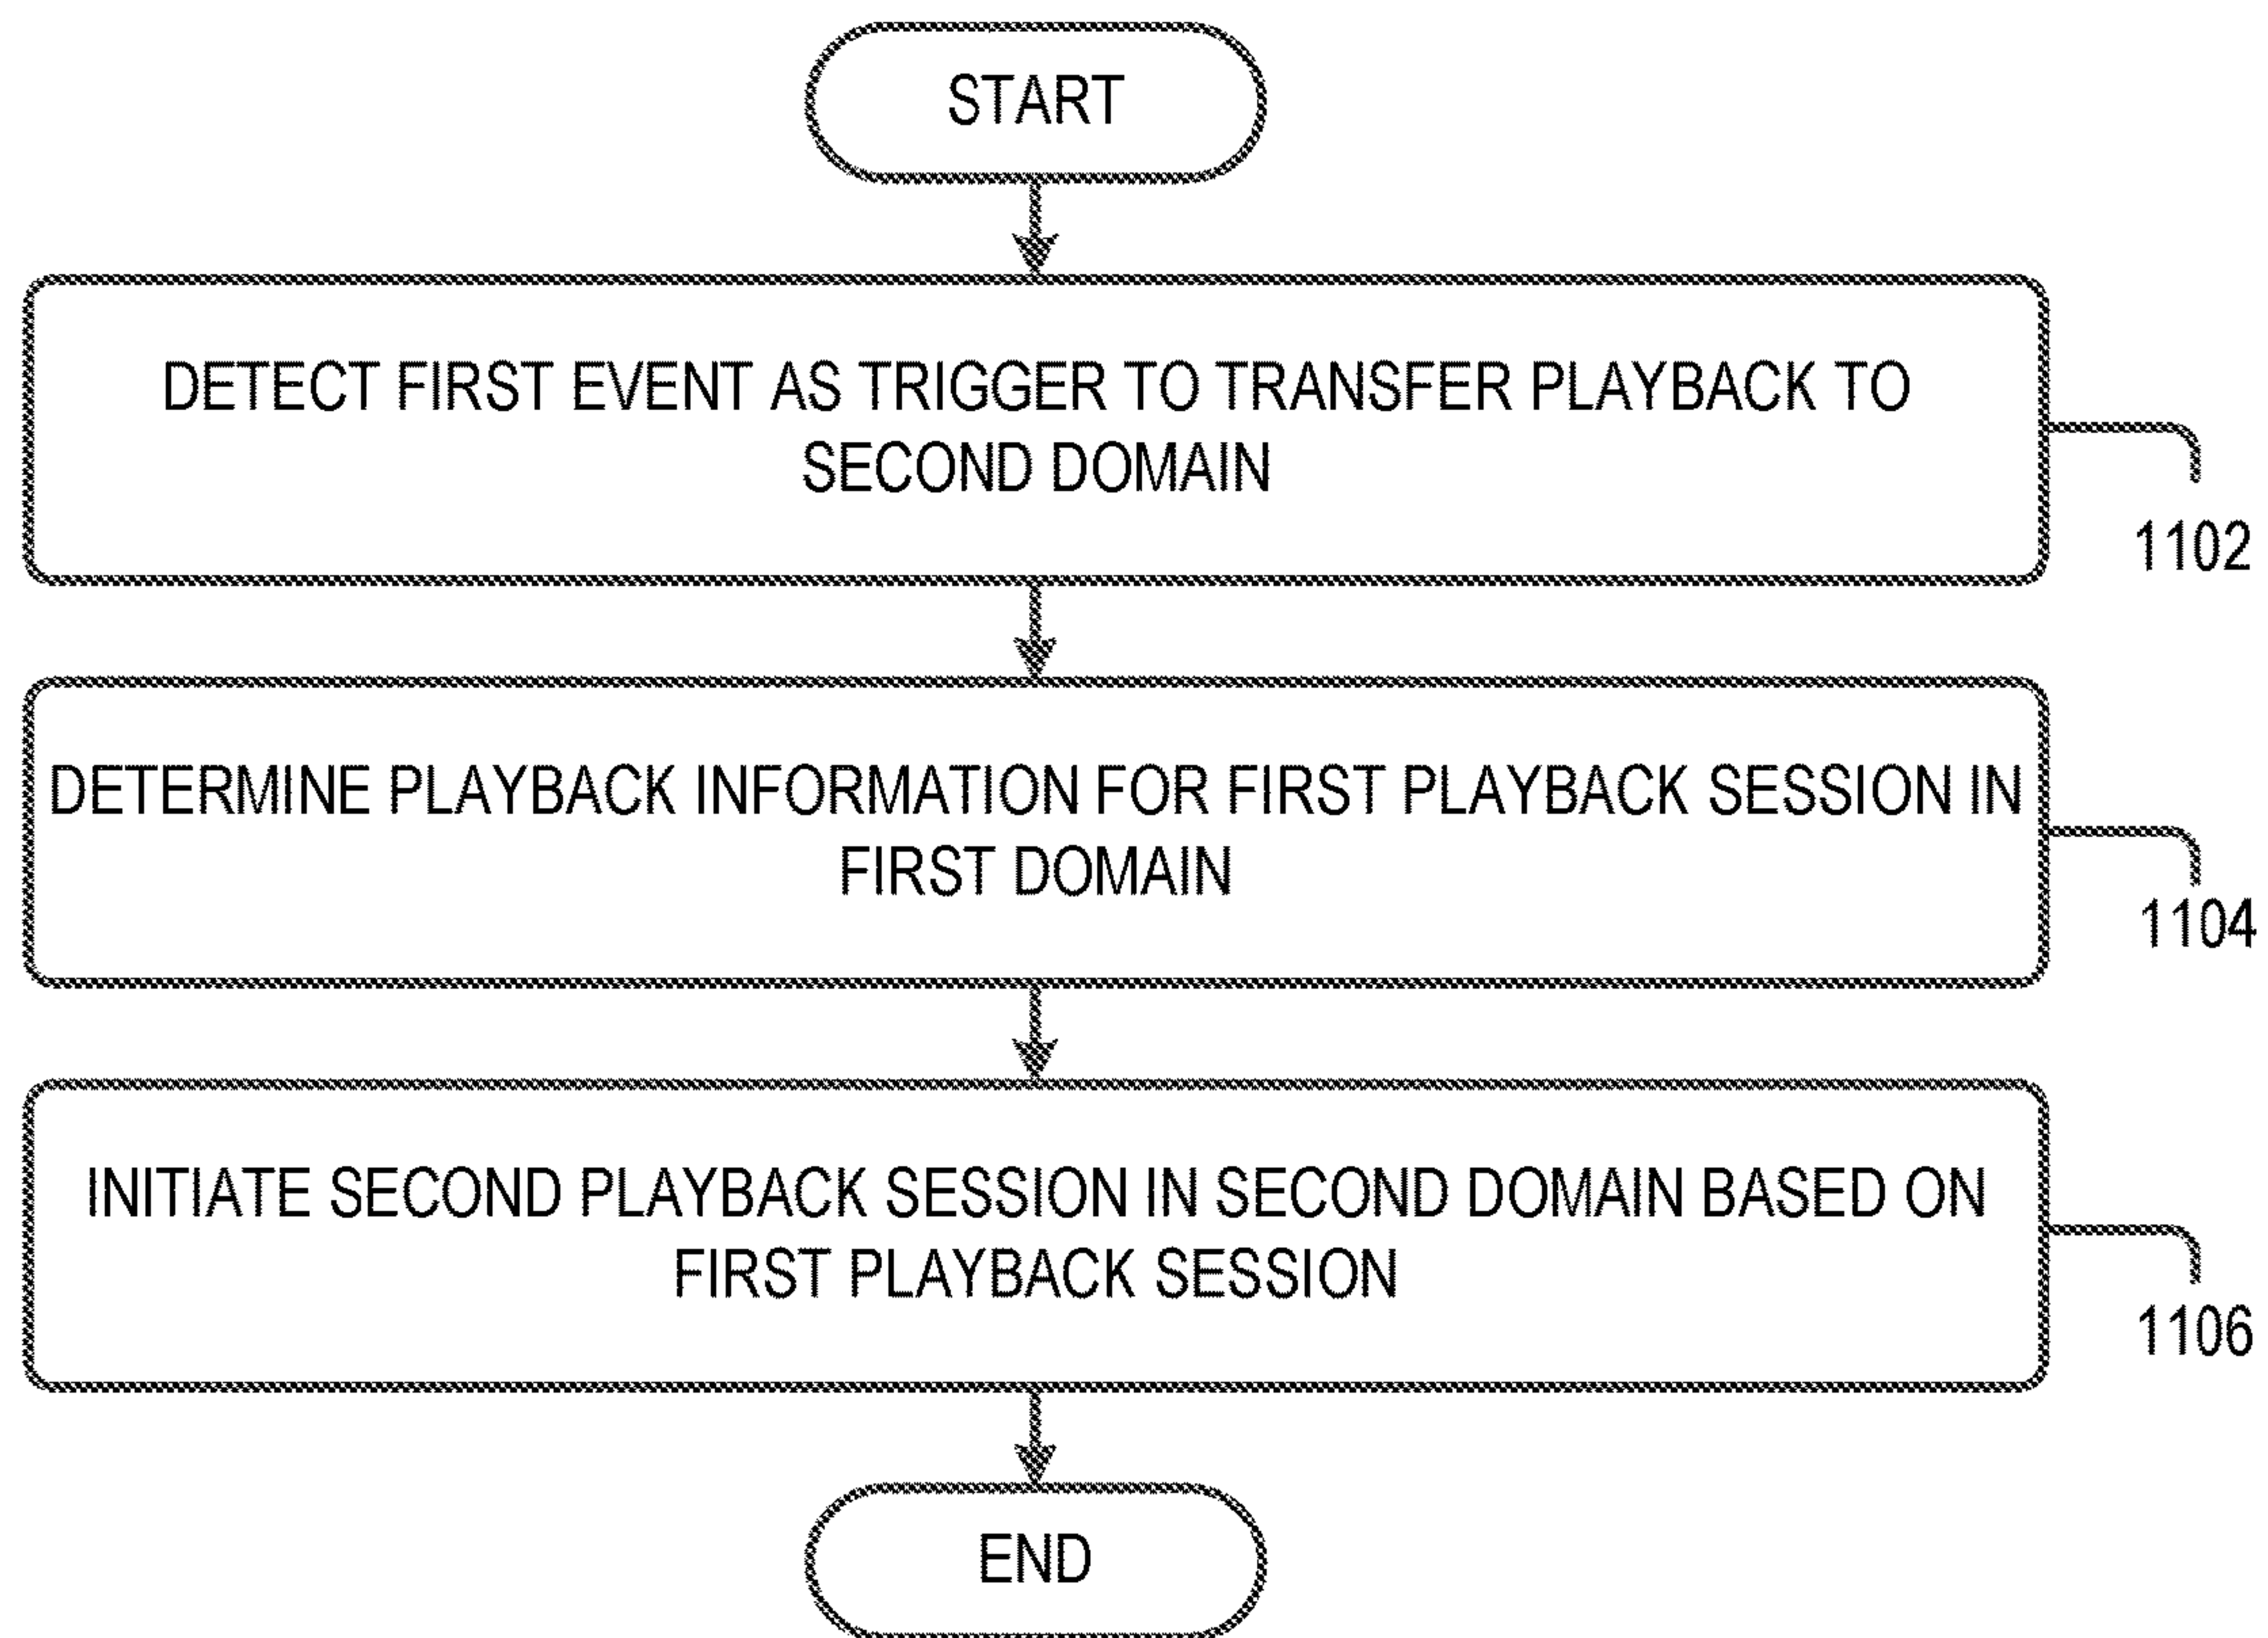 START
DETECT FIRST EVENT AS TRIGGER TO TRANSFER PLAYBACK TO
SECOND DOMAIN
1102
DETERMINE PLAYBACK INFORMATION FOR FIRST PLAYBACK SESSION IN
FIRST DOMAIN
1104
INITIATE SECOND PLAYBACK SESSION IN SECOND DOMAIN BASED ON
FIRST PLAYBACK SESSION
1106
END